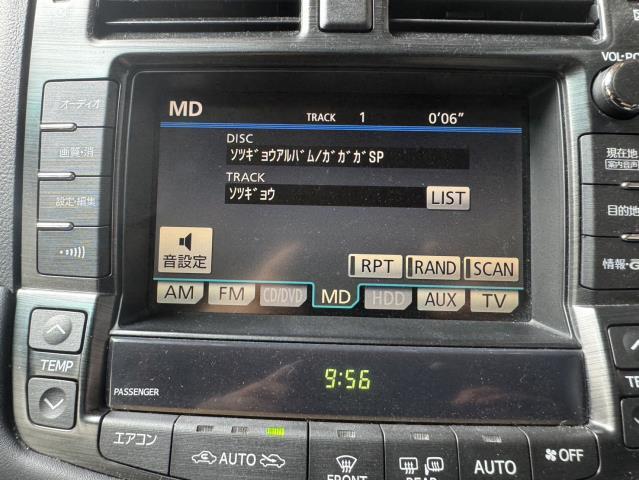 VOL・PO
オーディオ
画質・消
設定・編集
MD
TRACK 1 0'06"
DISC
ソツギョウアルバム/ガガガSP
TRACK
ソツギョウ
LIST
音設定
RPT RAND SCAN
AM FM CD/DVD MD HDD AUX TV
現在地
案内音声
目的地
情報・G
TEMP
9:56
PASSENGER
エアコン
AUTO
FRONT
REAR
AUTO
OFF